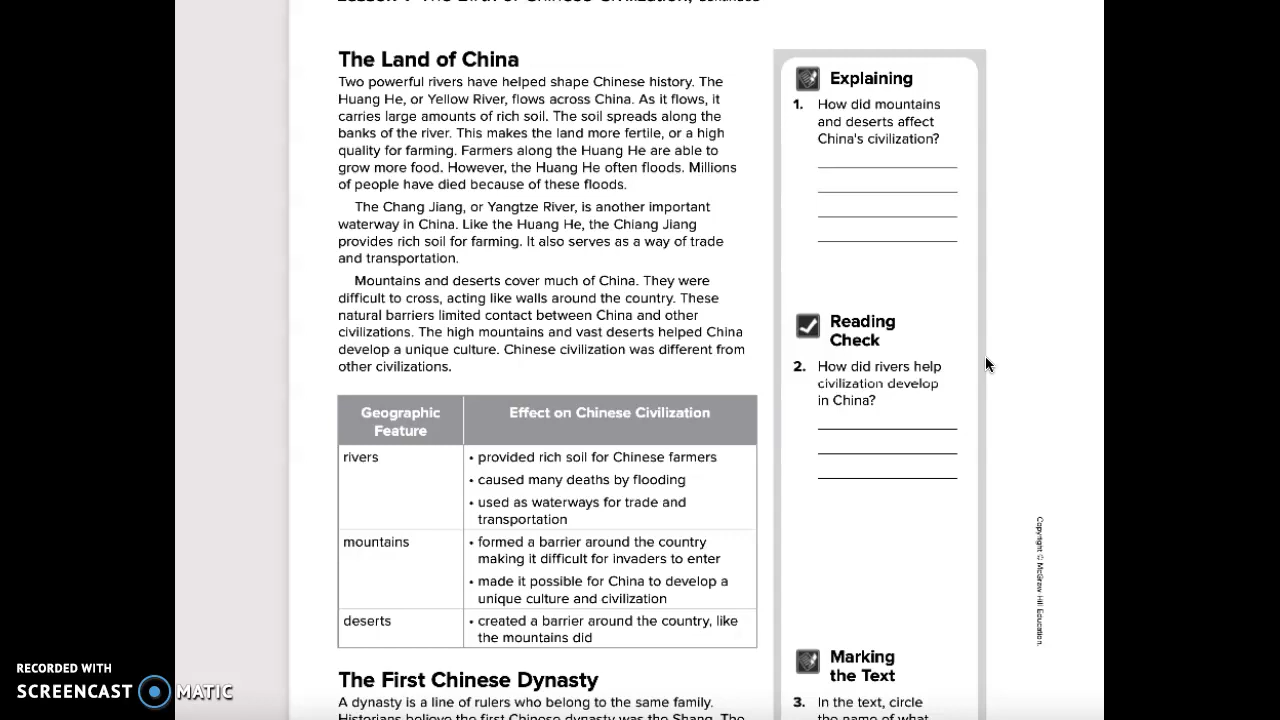 The Land of China
Two powerful rivers have helped shape Chinese history. The
Huang He, or Yellow River, flows across China. As it flows, it
carries large amounts of rich soil. The soil spreads along the
banks of the river. This makes the land more fertile, or a high
quality for farming. Farmers along the Huang He are able to
grow more food. However, the Huang He often floods. Millions
of people have died because of these floods.
The Chang Jiang, or Yangtze River, is another important
waterway in China. Like the Huang He, the Chiang Jiang
provides rich soil for farming. It also serves as a way of trade
and transportation.
Mountains and deserts cover much of China. They were
difficult to cross, acting like walls around the country. These
natural barriers limited contact between China and other
civilizations. The high mountains and vast deserts helped China
develop a unique culture. Chinese civilization was different from
other civilizations.
Geographic
Feature
Effect on Chinese Civilization
rivers
• provided rich soil for Chinese farmers
• caused many deaths by flooding
• used as waterways for trade and
transportation
mountains
• formed a barrier around the country
making it difficult for invaders to enter
• made it possible for China to develop a
unique culture and civilization
deserts
• created a barrier around the country, like
the mountains did
The First Chinese Dynasty
A dynasty is a line of rulers who belong to the same family.
Historians believe the first Chinese dynasty was the Shang. The
Explaining
1. How did mountains
and deserts affect
China's civilization?
Reading
Check
2. How did rivers help
civilization develop
in China?
Marking
the Text
3. In the text, circle
the name of what
Copyright © McGraw Hill Education.
RECORDED WITH
SCREENCAST MATIC